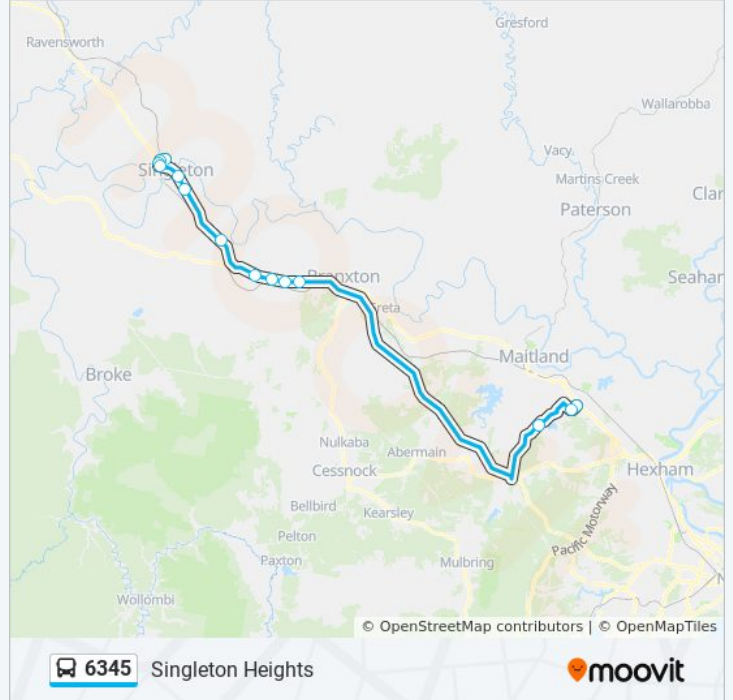 Gresford
Ravensworth
Wallarobba
Vacy
Singleton
Martins Creek
Clar
Paterson
Seahar
Branxton
Greta
Maitland
Broke
Nulkaba
Abermain
Cessnock
Hexham
Bellbird
Kearsley
Pacific Motorway
Pelton
Paxton
Mulbring
N
Wollombi
© OpenStreetMap contributors | © OpenMapTiles
6345 Singleton Heights
moovit